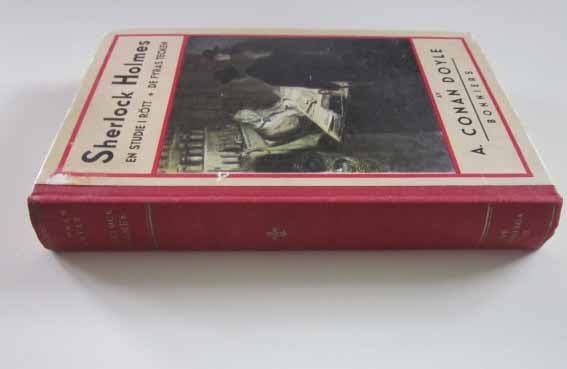 Sherlock Holmes
EN STUDIE I RÖTT + DE FYRAS TECKEN
AV
A. CONAN DOYLE
BONNIERS